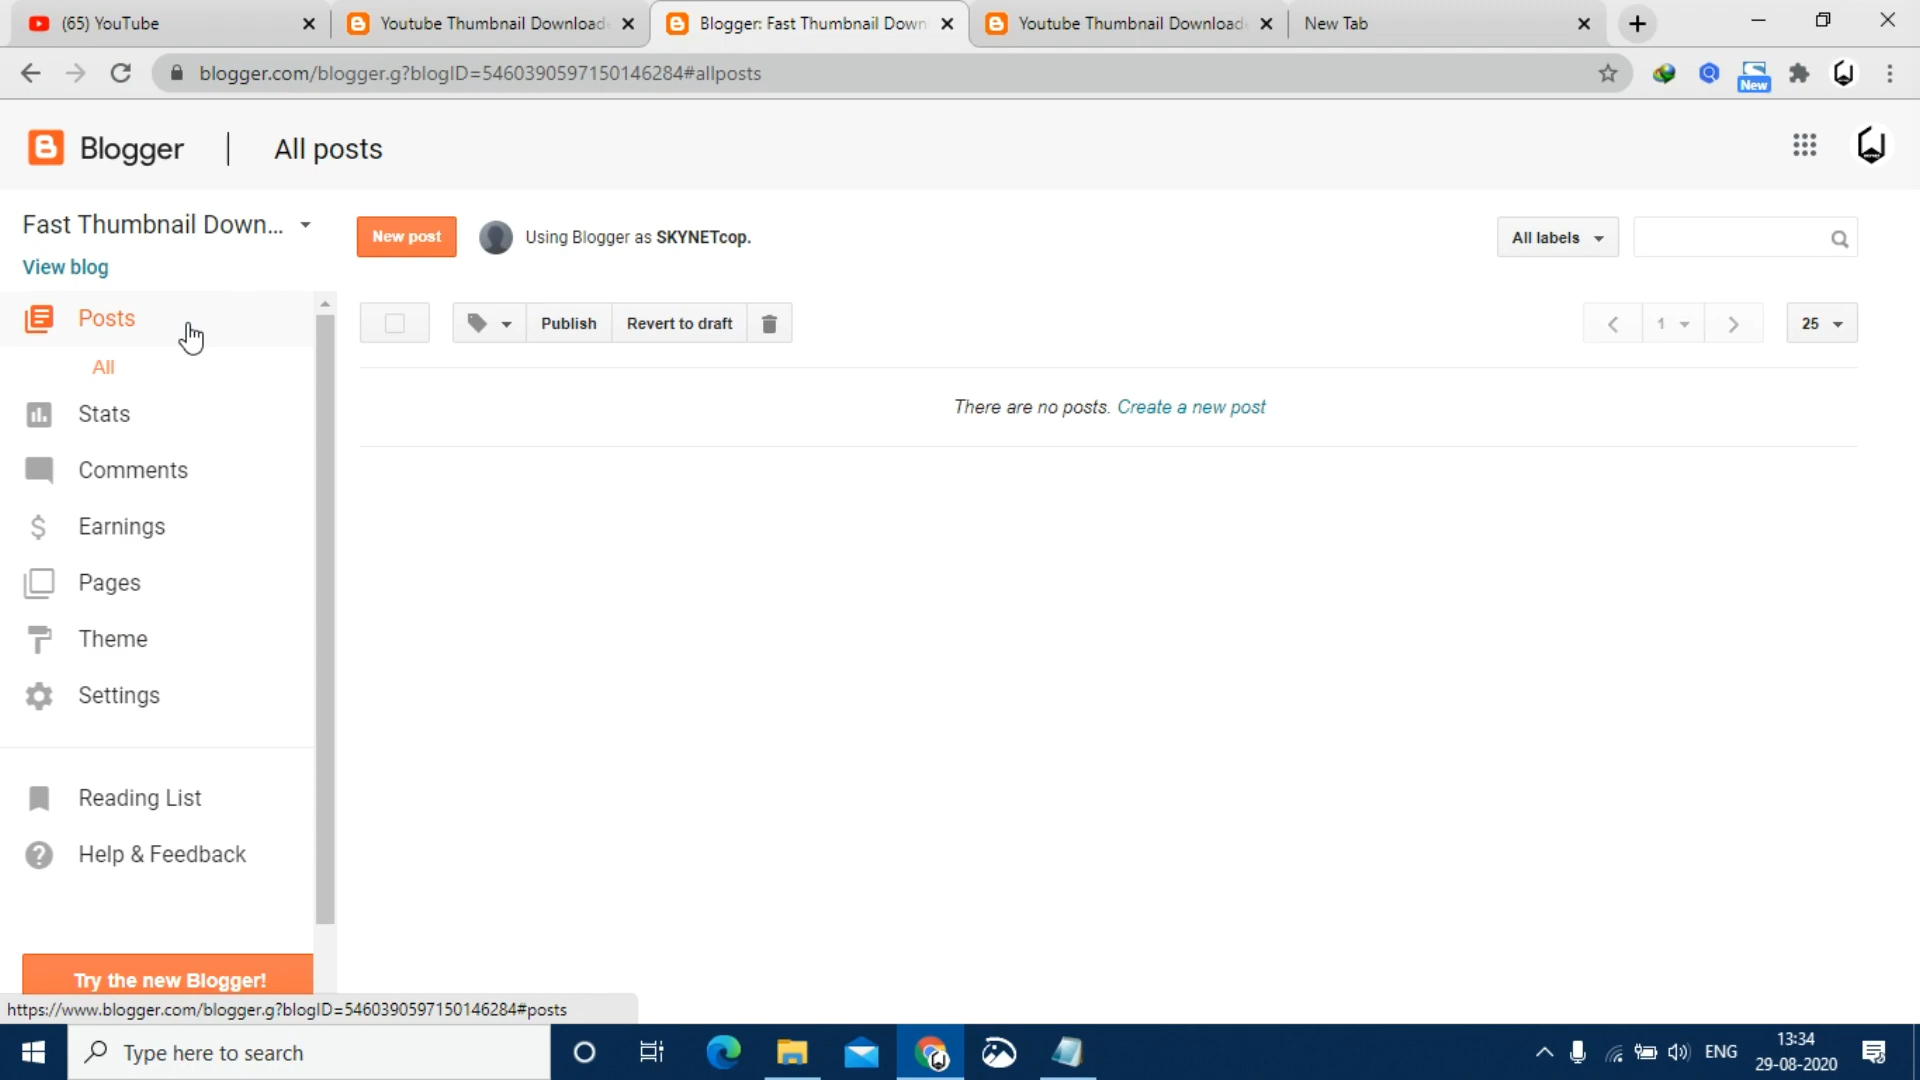 (65) YouTube
Youtube Thumbnail Downloade
Blogger: Fast Thumbnail Down
Youtube Thumbnail Downloade
New Tab
blogger.com/blogger.g?blogID=5460390597150146284#allposts
New
Blogger
All posts
Fast Thumbnail Down...
View blog
New post
Using Blogger as SKYNETcop.
All labels
Posts
All
Publish
Revert to draft
1
25
There are no posts. Create a new post
Stats
Comments
Earnings
Pages
Theme
Settings
Reading List
Help & Feedback
Try the new Blogger!
https://www.blogger.com/blogger.g?blogID=5460390597150146284#posts
Type here to search
ENG
13:34
29-08-2020